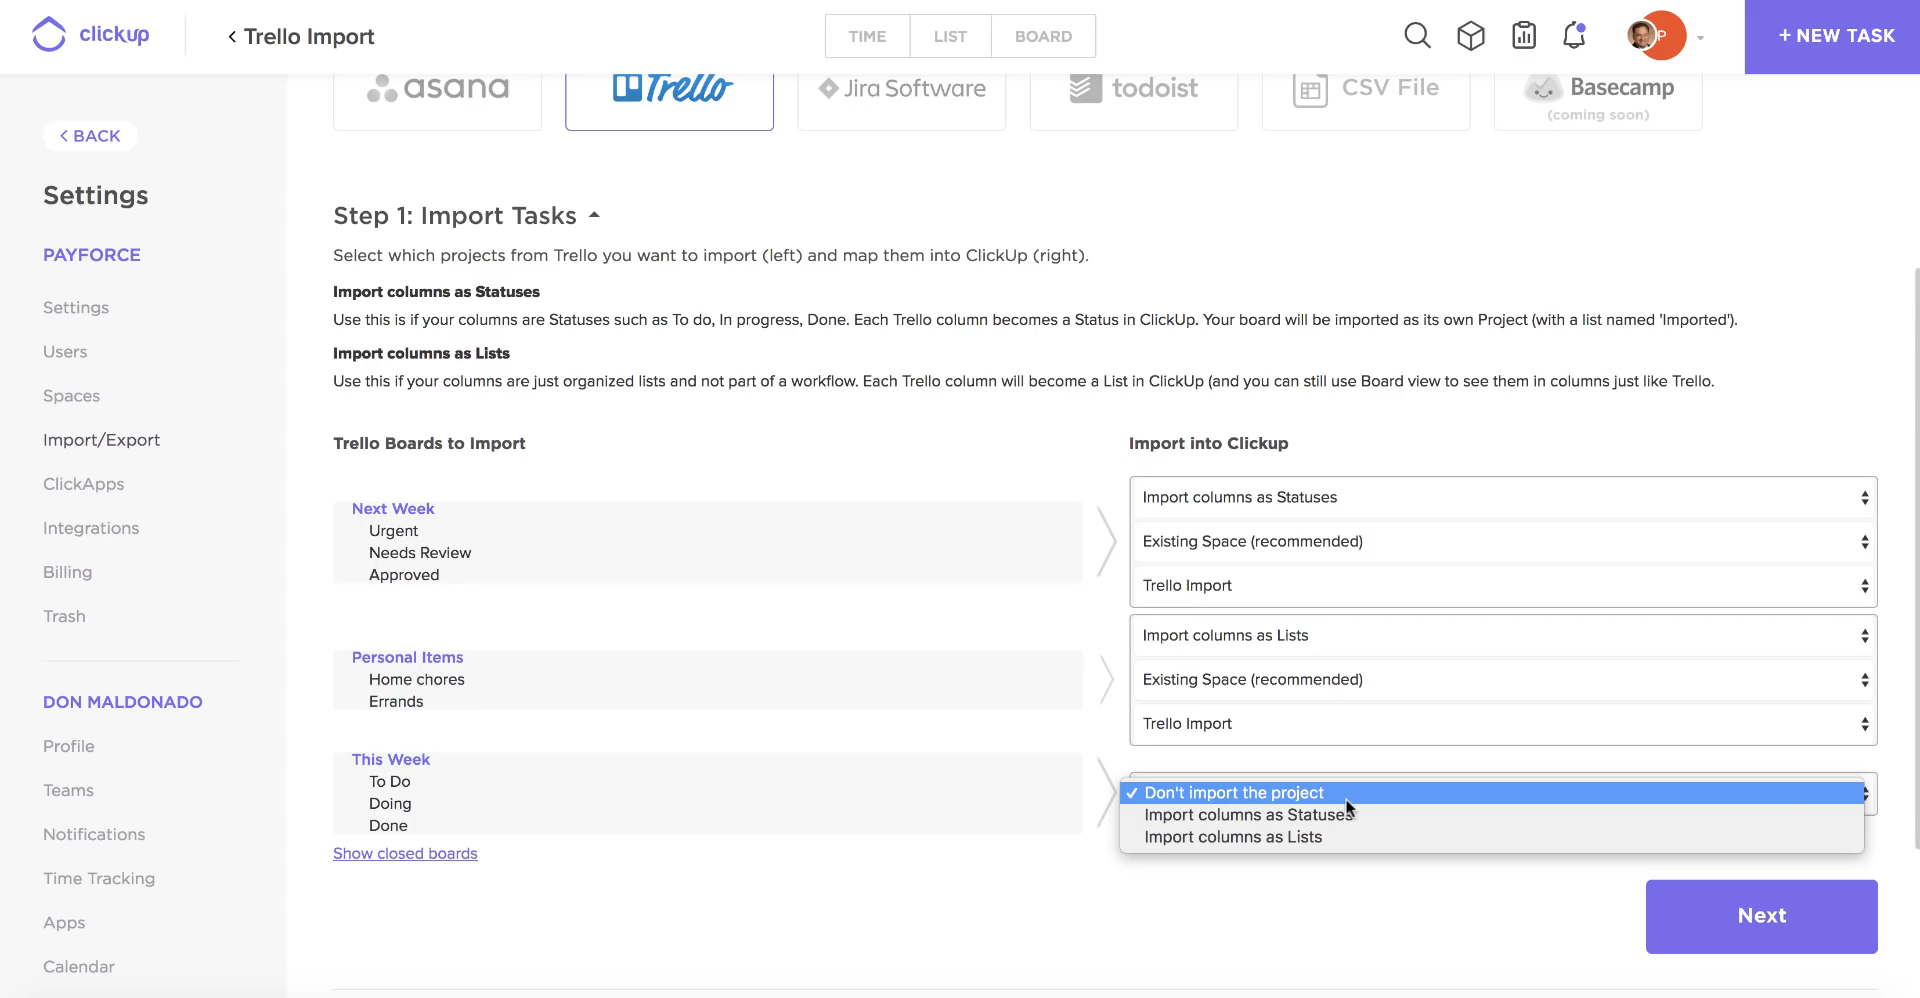 clickup
Trello Import
TIME
LIST
BOARD
P
+ NEW TASK
asana
Trello
Jira Software
todoist
CSV File
Basecamp
(coming soon)
BACK
Settings
PAYFORCE
Settings
Users
Spaces
Import/Export
ClickApps
Integrations
Billing
Trash
DON MALDONADO
Profile
Teams
Notifications
Time Tracking
Apps
Calendar
Step 1: Import Tasks
Select which projects from Trello you want to import (left) and map them into ClickUp (right).
Import columns as Statuses
Use this is if your columns are Statuses such as To do, In progress, Done. Each Trello column becomes a Status in ClickUp. Your board will be imported as its own Project (with a list named 'Imported').
Import columns as Lists
Use this if your columns are just organized lists and not part of a workflow. Each Trello column will become a List in ClickUp (and you can still use Board view to see them in columns just like Trello.
Trello Boards to Import
Import into Clickup
Next Week
Urgent
Needs Review
Approved
Import columns as Statuses
Existing Space (recommended)
Trello Import
Personal Items
Home chores
Errands
Import columns as Lists
Existing Space (recommended)
Trello Import
This Week
To Do
Doing
Done
✓ Don't import the project
Import columns as Statuses
Import columns as Lists
Show closed boards
Next